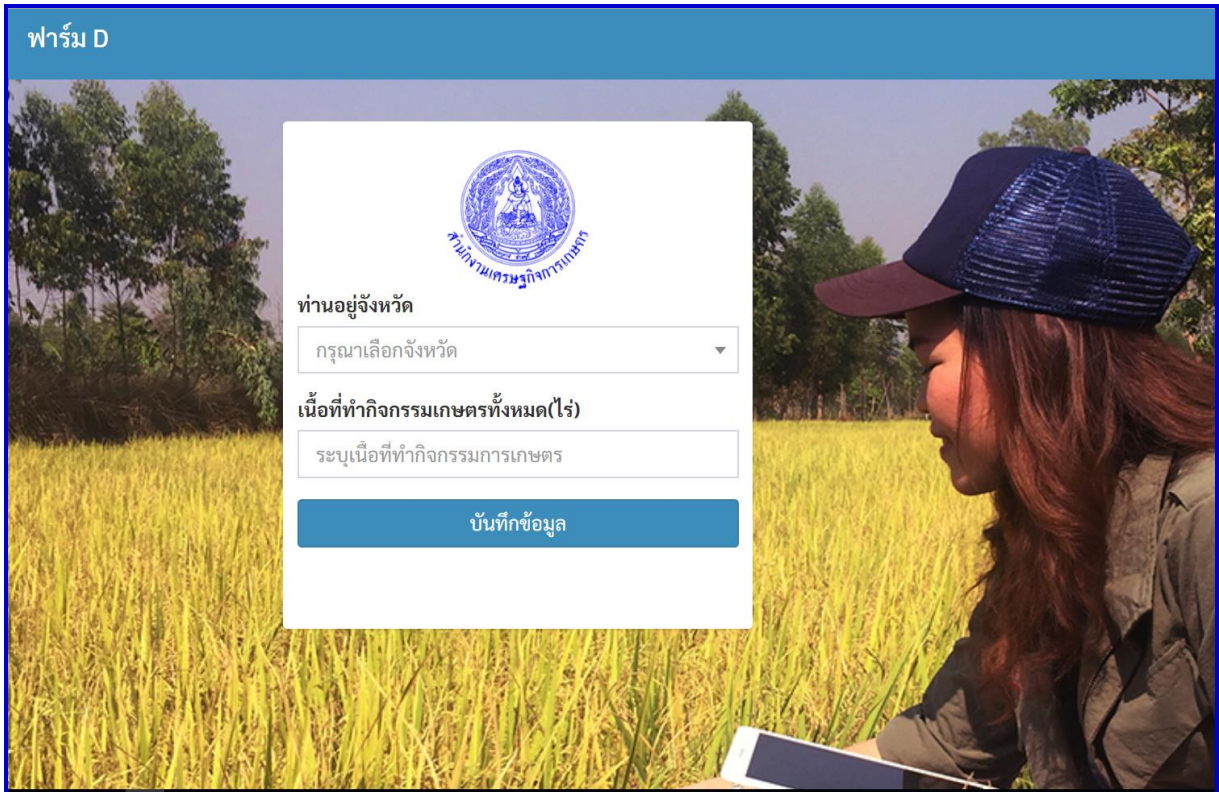 ฟาร์ม D
สำนักงานเศรษฐกิจการเกษตร
ท่านอยู่จังหวัด
กรุณาเลือกจังหวัด
เนื้อที่ทำกิจกรรมเกษตรทั้งหมด(ไร่)
ระบุเนื้อที่ทำกิจกรรมการเกษตร
บันทึกข้อมูล